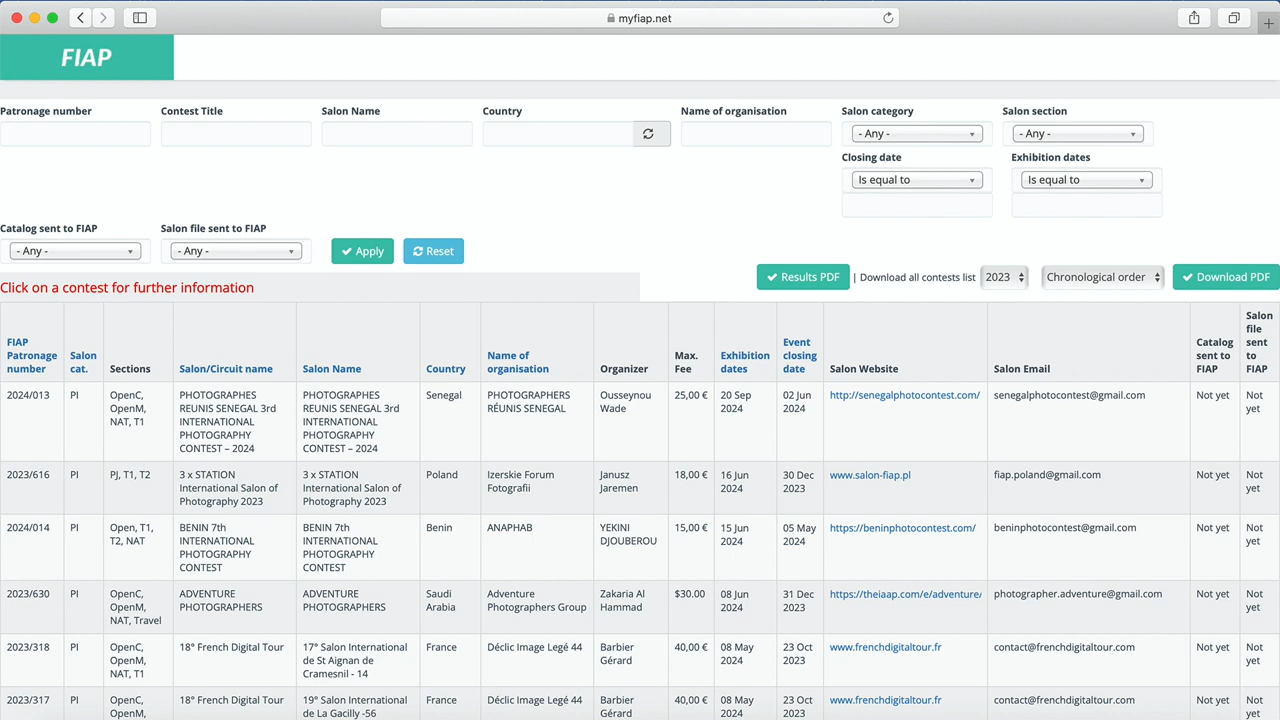 myfiap.net
FIAP
Patronage number Contest Title Salon Name Country Name of organisation Salon category Salon section
- Any - - Any -
Closing date Exhibition dates
Is equal to Is equal to
Catalog sent to FIAP Salon file sent to FIAP
- Any - - Any - Apply Reset
Results PDF | Download all contests list 2023 Chronological order Download PDF
Click on a contest for further information
FIAP Patronage number
Salon cat.
Sections
Salon/Circuit name
Salon Name
Country
Name of organisation
Organizer
Max. Fee
Exhibition dates
Event closing date
Salon Website
Salon Email
Catalog sent to FIAP
Salon file sent to FIAP
2024/013 PI OpenC, PHOTOGRAPHES PHOTOGRAPHES Senegal PHOTOGRAPHERS Ousseynou 25,00 € 20 Sep 02 Jun http://senegalphotocontest.com/ senegalphotocontest@gmail.com Not yet Not
OpenM, REUNIS SENEGAL 3rd REUNIS SENEGAL 3rd RÉUNIS SENEGAL Wade 2024 2024 yet
NAT, T1 INTERNATIONAL INTERNATIONAL
PHOTOGRAPHY PHOTOGRAPHY
CONTEST – 2024 CONTEST – 2024
2023/616 PI PJ, T1, T2 3 x STATION 3 x STATION Poland Izerskie Forum Janusz 18,00 € 16 Jun 30 Dec www.salon-fiap.pl fiap.poland@gmail.com Not yet Not
International Salon of International Salon of Fotografii Jaremen 2024 2023 yet
Photography 2023 Photography 2023
2024/014 PI Open, T1, BENIN 7th BENIN 7th Benin ANAPHAB YEKINI 15,00 € 15 Jun 05 May https://beninphotocontest.com/ beninphotocontest@gmail.com Not yet Not
T2, NAT INTERNATIONAL INTERNATIONAL DJOUBEROU 2024 2024 yet
PHOTOGRAPHY PHOTOGRAPHY
CONTEST CONTEST
2023/630 PI OpenC, ADVENTURE ADVENTURE Saudi Adventure Zakaria Al $30.00 08 Jun 31 Dec https://theiaap.com/e/adventure/ photographer.adventure@gmail.com Not yet Not
OpenM, PHOTOGRAPHERS PHOTOGRAPHERS Arabia Photographers Group Hammad 2024 2023 yet
NAT, Travel
2023/318 PI OpenC, 18° French Digital Tour 17° Salon International France Déclic Image Legé 44 Barbier 40,00 € 08 May 23 Oct www.frenchdigitaltour.fr contact@frenchdigitaltour.com Not yet Not
OpenM, de St Aignan de Gérard 2024 2023 yet
NAT, T1 Cramesnil - 14
2023/317 PI OpenC, 18° French Digital Tour 19° Salon International France Déclic Image Legé 44 Barbier 40,00 € 08 May 23 Oct www.frenchdigitaltour.fr contact@frenchdigitaltour.com Not yet Not
OpenM, de La Gacilly -56 Gérard 2024 2023 yet